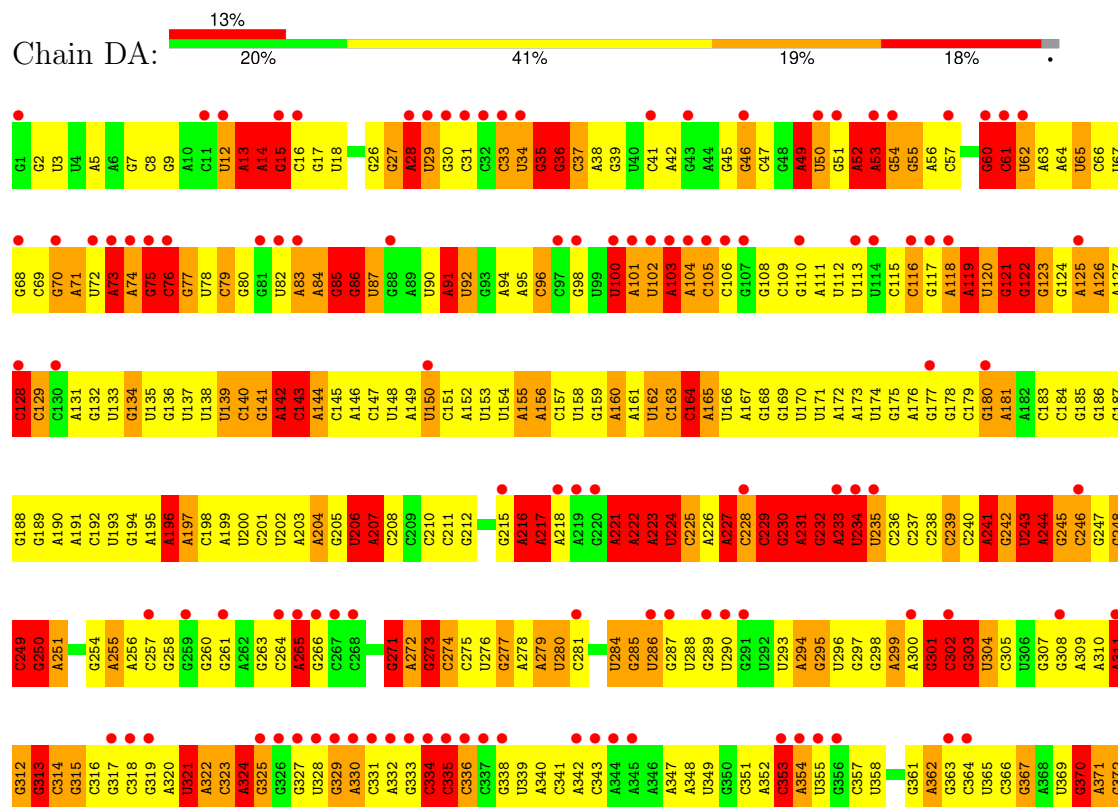 13%
Chain DA:
20% 41% 19% 18% •
G1 G2 U3 U4 A5 A6 G7 C8 G9 A10 C11 U12 A13 A14 G15 C16 G17 U18 G26 G27 A28 U29 G30 C31 C32 C33 U34 G35 G36 C37 A38 G39 U40 C41 A42 G43 A44 G45 G46 C47 G48 A49 U50 G51 A52 A53 G54 G55 A56 C57 G60 C61 U62 A63 A64 U65 C66 U67
G68 C69 G70 A71 U72 A73 A74 G75 C76 G77 U78 C79 G80 G81 U82 A83 A84 G85 G86 U87 G88 A89 U90 A91 U92 G93 A94 A95 C96 C97 G98 U99 U100 A101 U102 A103 A104 C105 C106 G107 G108 C109 G110 A111 U112 U113 U114 C115 C116 G117 A118 A119 U120 G121 G122 G123 G124 A125 A126 A127
C128 C129 C130 A131 G132 U133 G134 U135 G136 U137 U138 U139 C140 G141 A142 C143 A144 C145 A146 C147 U148 A149 U150 C151 A152 U153 U154 A155 A156 C157 U158 G159 A160 A161 U162 C163 C164 A165 U166 A167 G168 G169 U170 U171 A172 A173 U174 G175 A176 G177 G178 C179 G180 A181 A182 C183 C184 G185 G186 C187
G188 G189 A190 A191 C192 U193 G194 A195 A196 A197 C198 A199 U200 C201 U202 A203 A204 G205 U206 A207 C208 C209 C210 C211 G212 G215 A216 A217 A218 A219 G220 A221 A222 A223 U224 C225 A226 A227 C228 C229 G230 A231 G232 A233 U234 U235 C236 C237 C238 C239 C240 A241 G242 U243 A244 G245 C246 G247
C249 G250 A251 G254 A255 A256 C257 G258 G259 G260 G261 A262 G263 C264 A265 G266 C267 C268 G271 A272 G273 C274 C275 U276 G277 A278 A279 U280 C281 U284 G285 U286 G287 U288 G289 U290 G291 U292 U293 A294 G295 U296 G297 G298 A299 A300 G301 C302 G303 U304 C305 U306 G307 G308 A309 A310 A311
G312 G313 C314 G315 C316 G317 C318 G319 A320 U321 A322 C323 A324 G325 G326 G327 U328 G329 A330 C331 A332 G333 C334 C335 C336 C337 G338 U339 A340 C341 A342 C343 A344 A345 A346 A347 A348 U349 G350 C351 A352 C353 A354 U355 G356 C357 U358 G361 A362 G363 C364 U365 C366 G367 A368 U369 G370 A371